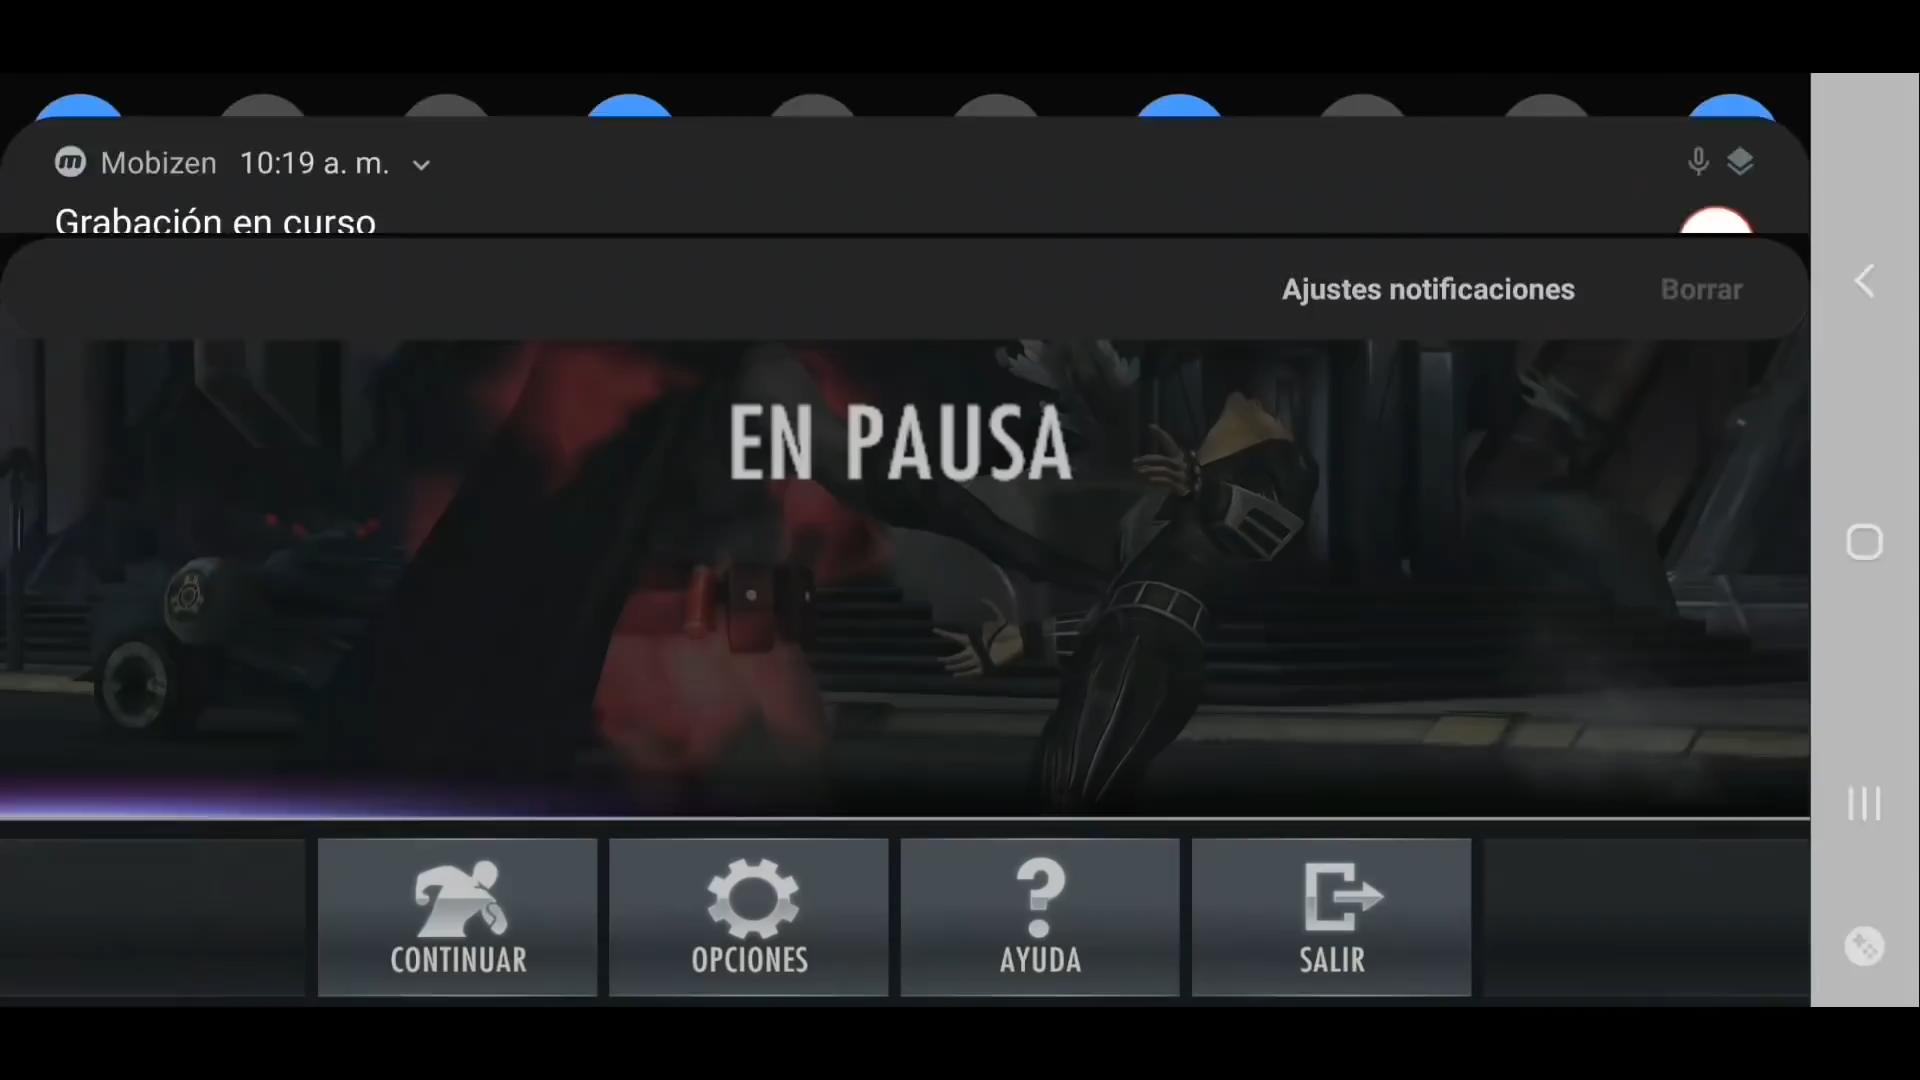 Mobizen 10:19 a. m.
Grabación en curso
Ajustes notificaciones Borrar
EN PAUSA
CONTINUAR OPCIONES AYUDA SALIR